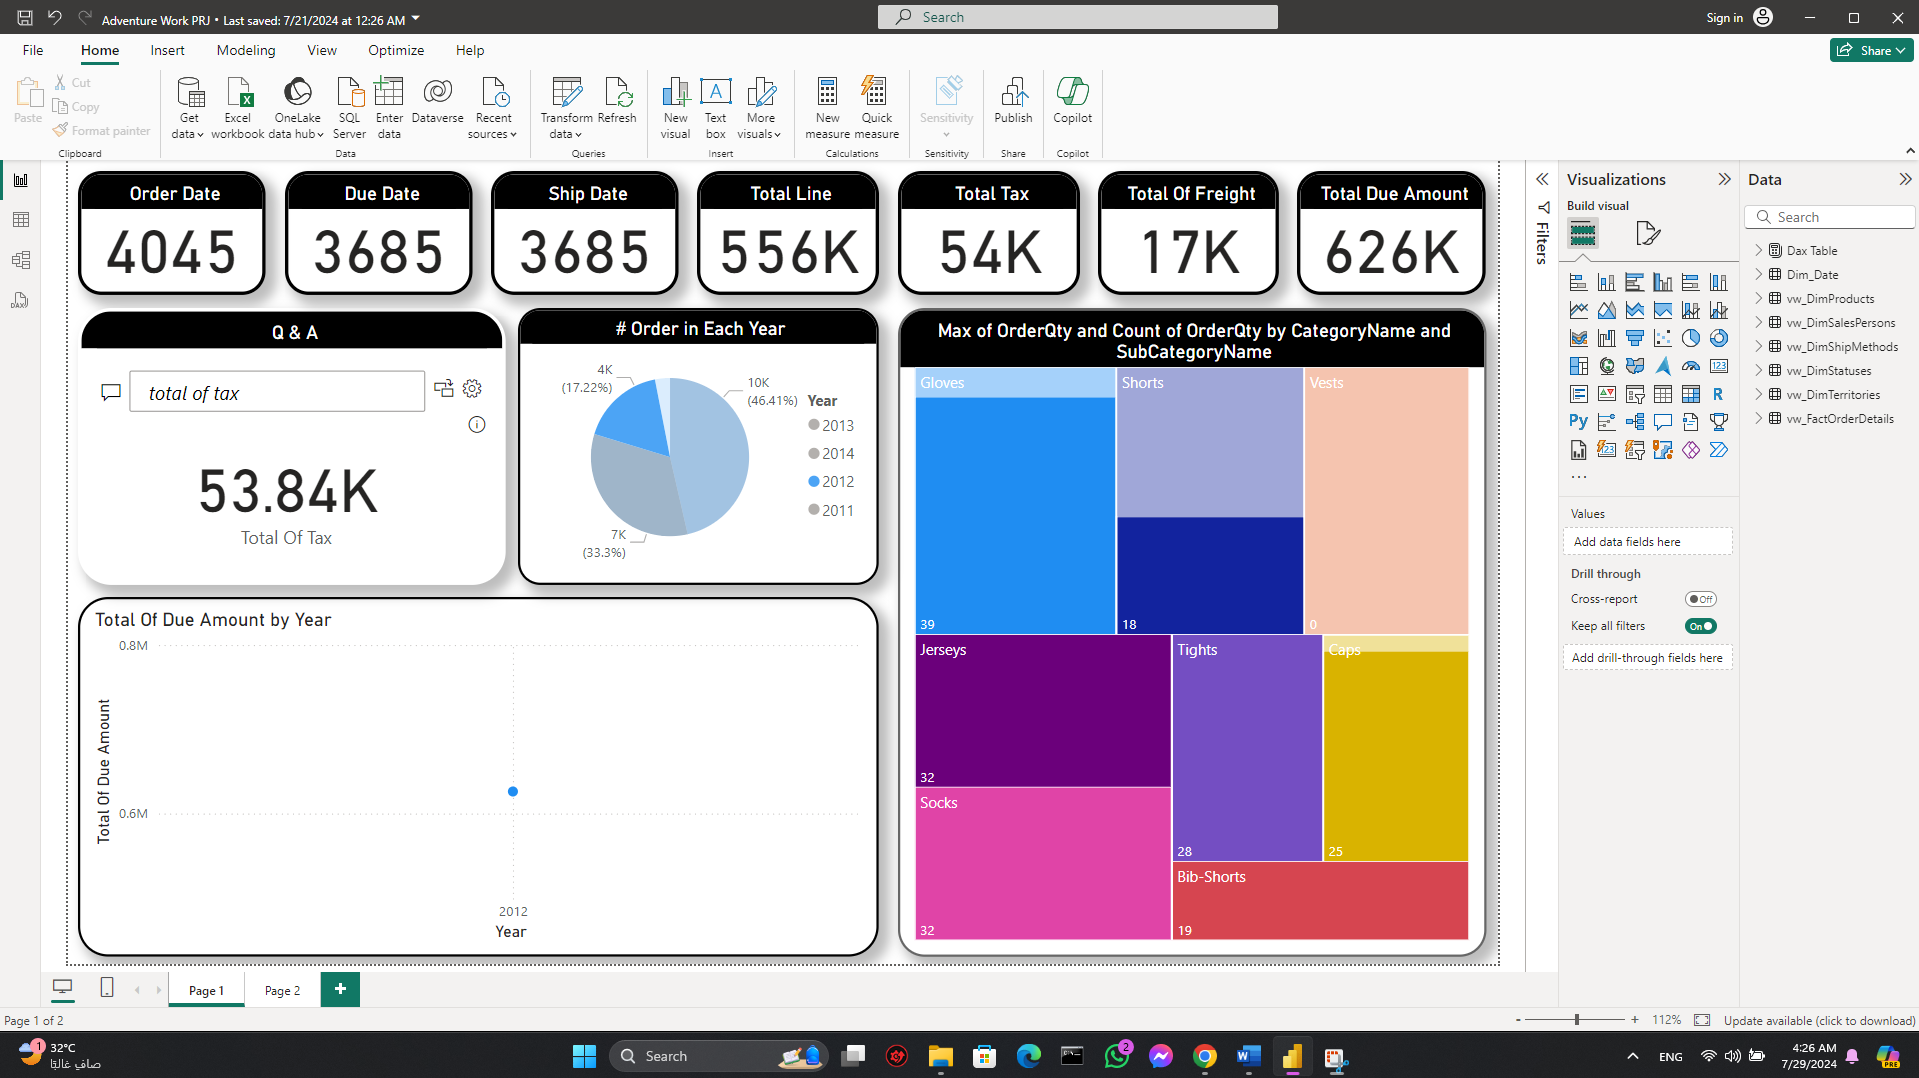 Adventure Work PRJ • Last saved: 7/21/2024 at 12:26 AM
Search
Sign in
File
Home
Insert
Modeling
View
Optimize
Help
Share
Paste
Cut
Copy
Format painter
Clipboard
Get data
Excel workbook
OneLake data hub
SQL Server
Enter data
Dataverse
Recent sources
Data
Transform data
Refresh
Queries
New visual
Text box
More visuals
Insert
New measure
Quick measure
Calculations
Sensitivity
Sensitivity
Publish
Share
Copilot
Copilot
Order Date
4045
Due Date
3685
Ship Date
3685
Total Line
556K
Total Tax
54K
Total Of Freight
17K
Total Due Amount
626K
Q & A
total of tax
53.84K
Total Of Tax
# Order in Each Year
4K
(17.22%)
10K
(46.41%)
7K
(33.3%)
Year
2013
2014
2012
2011
Total Of Due Amount by Year
0.8M
0.6M
Total Of Due Amount
2012
Year
Max of OrderQty and Count of OrderQty by CategoryName and
SubCategoryName
Gloves
39
Shorts
18
Vests
0
Jerseys
32
Tights
28
Caps
25
Socks
32
Bib-Shorts
19
Filters
Visualizations
Build visual
123
R
Py
123
...
Values
Add data fields here
Drill through
Cross-report
Off
Keep all filters
On
Add drill-through fields here
Data
Search
Dax Table
Dim_Date
vw_DimProducts
vw_DimSalesPersons
vw_DimShipMethods
vw_DimStatuses
vw_DimTerritories
vw_FactOrderDetails
DAX
Page 1
Page 2
+
Page 1 of 2
-
+
112%
Update available (click to download)
1
32°C
صافٍ غالبًا
Search
2
ENG
4:26 AM
7/29/2024
PRE